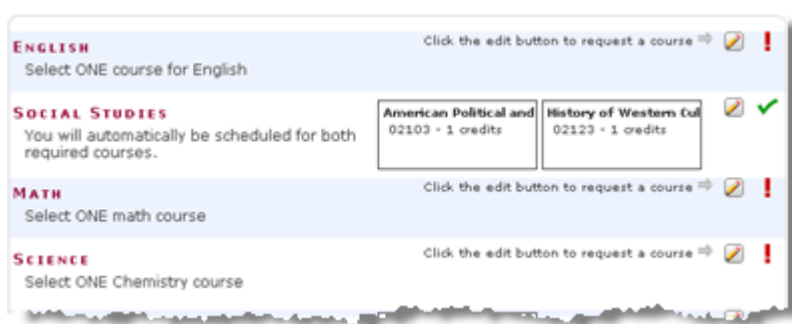 ENGLISH
Click the edit button to request a course
Select ONE course for English
SOCIAL STUDIES
You will automatically be scheduled for both
required courses.
American Political and
02103 - 1 credits
History of Western Cul
02123 - 1 credits
MATH
Click the edit button to request a course
Select ONE math course
SCIENCE
Click the edit button to request a course
Select ONE Chemistry course